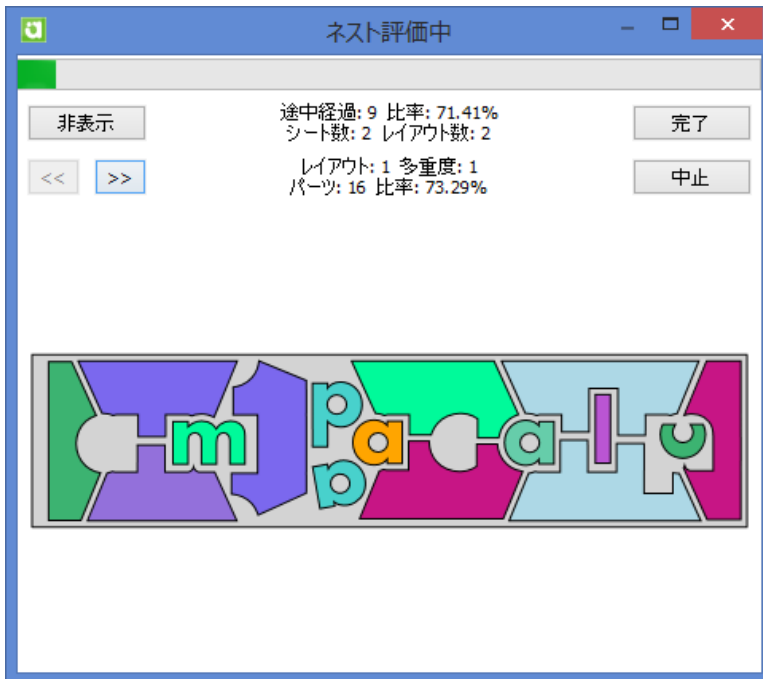 ネスト評価中
非表示
途中経過: 9 比率: 71.41%
シート数: 2 レイアウト数: 2
完了
<<
>>
レイアウト: 1 多重度: 1
パーツ: 16 比率: 73.29%
中止
m
p
a
p
a
l
c